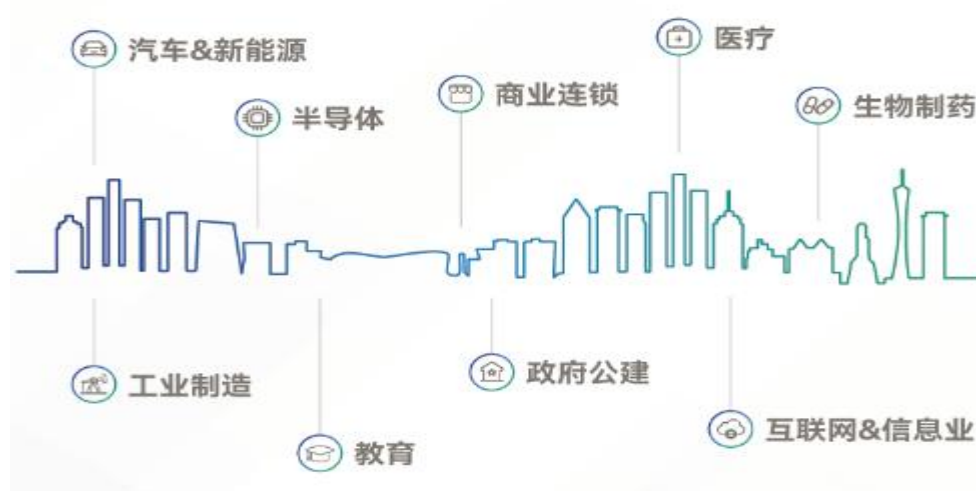 汽车&新能源
半导体
商业连锁
医疗
生物制药
工业制造
教育
政府公建
互联网&信息业